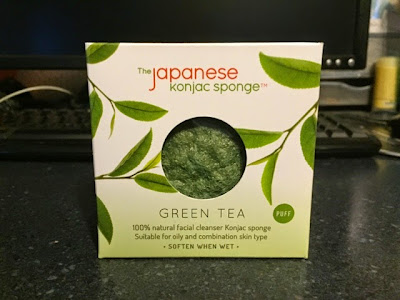 The japanese
konjac sponge™
GREEN TEA
PUFF
100% natural facial cleanser Konjac sponge
Suitable for oily and combination skin type
• SOFTEN WHEN WET •